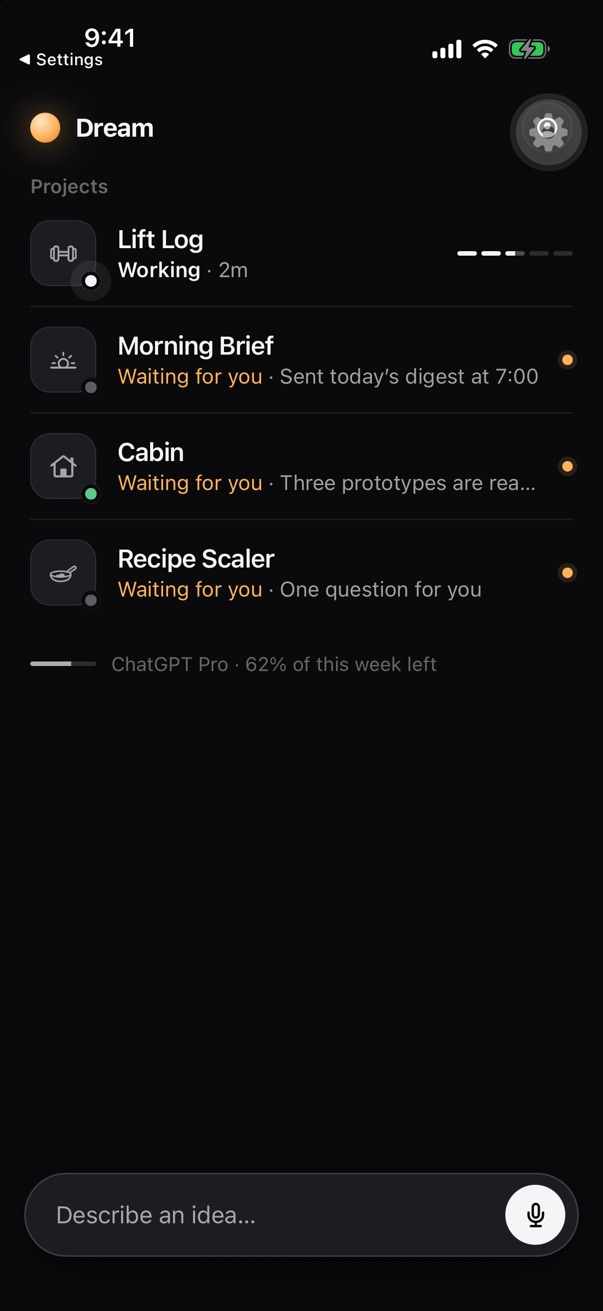 9:41
◀ Settings
Dream
Projects
Lift Log
Working · 2m
Morning Brief
Waiting for you · Sent today’s digest at 7:00
Cabin
Waiting for you · Three prototypes are rea…
Recipe Scaler
Waiting for you · One question for you
ChatGPT Pro · 62% of this week left
Describe an idea…